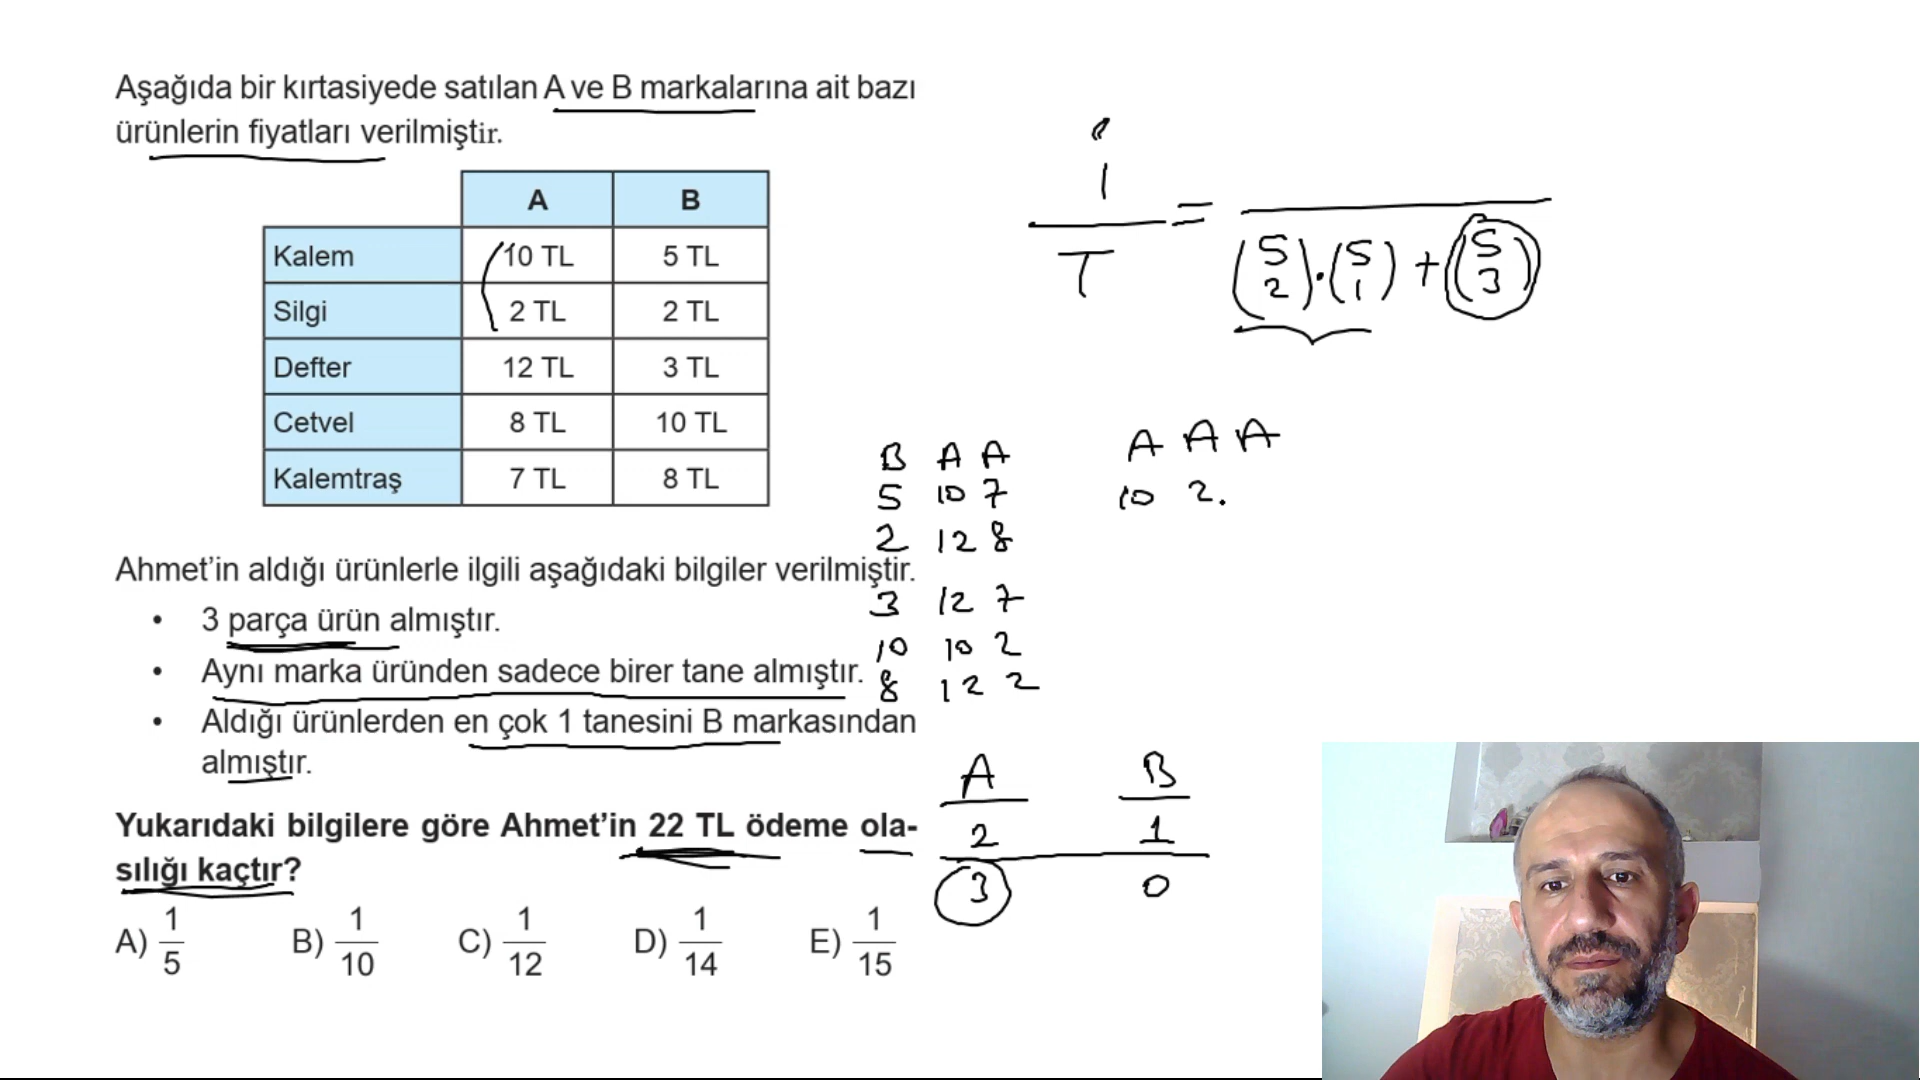 Aşağıda bir kırtasiyede satılan A ve B markalarına ait bazı
ürünlerin fiyatları verilmiştir.
A B
Kalem 10 TL 5 TL
Silgi 2 TL 2 TL
Defter 12 TL 3 TL
Cetvel 8 TL 10 TL
Kalemtraş 7 TL 8 TL
Ahmet’in aldığı ürünlerle ilgili aşağıdaki bilgiler verilmiştir.
• 3 parça ürün almıştır.
• Aynı marka üründen sadece birer tane almıştır.
• Aldığı ürünlerden en çok 1 tanesini B markasından
almıştır.
Yukarıdaki bilgilere göre Ahmet’in 22 TL ödeme ola-
sılığı kaçtır?
A) 1/5 B) 1/10 C) 1/12 D) 1/14 E) 1/15
i/T =
(5 2).(5 1) + (5 3)
B A A
5 10 7
2 12 8
3 12 7
10 10 2
8 12 2
A A A
10 2.
A B
2 1
3 0